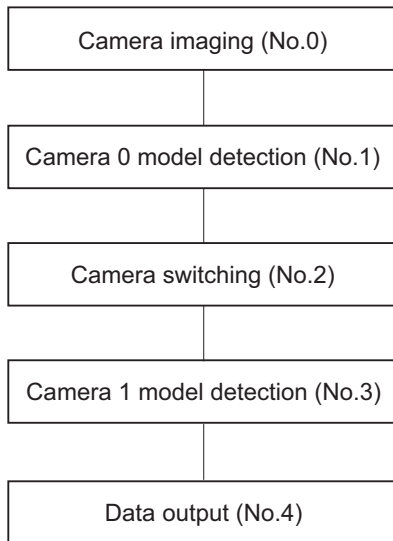 Camera imaging (No.0)
Camera 0 model detection (No.1)
Camera switching (No.2)
Camera 1 model detection (No.3)
Data output (No.4)